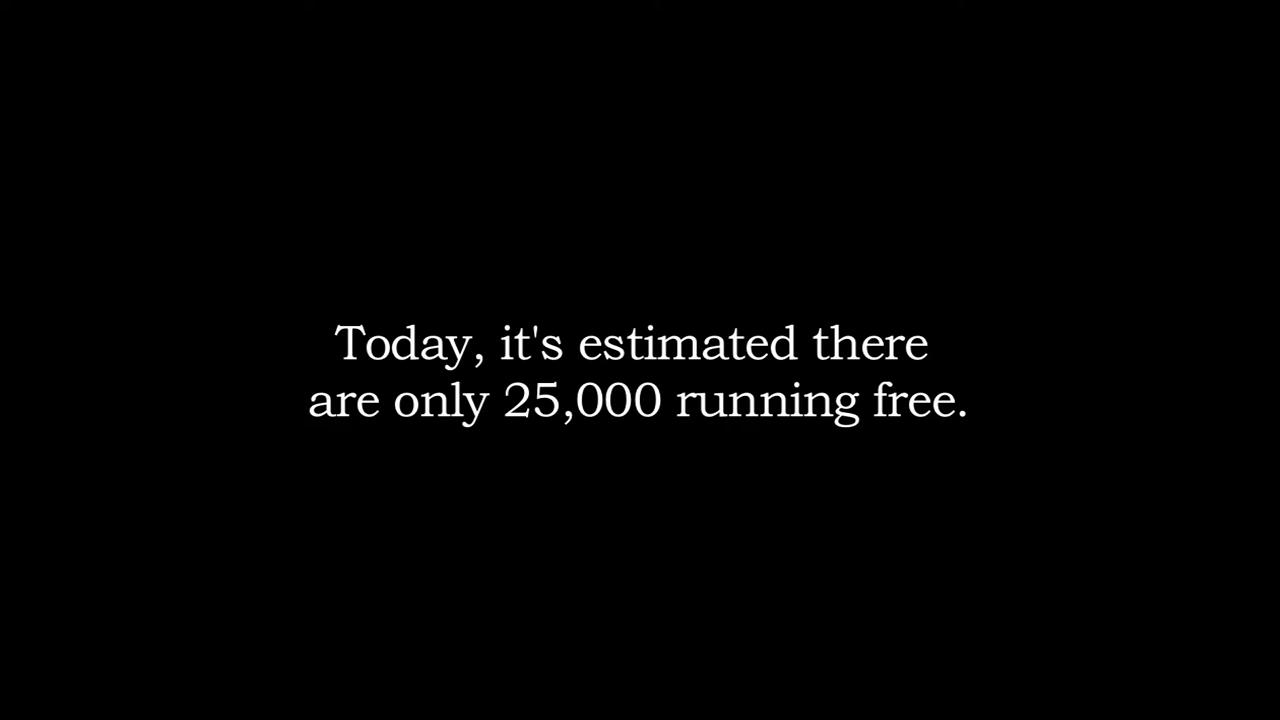 Today, it's estimated there
are only 25,000 running free.